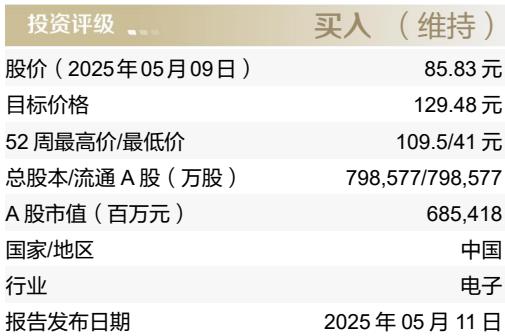 投资评级 买入 （维持）
股价（2025年05月09日） 85.83 元
目标价格 129.48 元
52 周最高价/最低价 109.5/41 元
总股本/流通 A 股（万股） 798,577/798,577
A 股市值（百万元） 685,418
国家/地区 中国
行业 电子
报告发布日期 2025 年 05 月 11 日